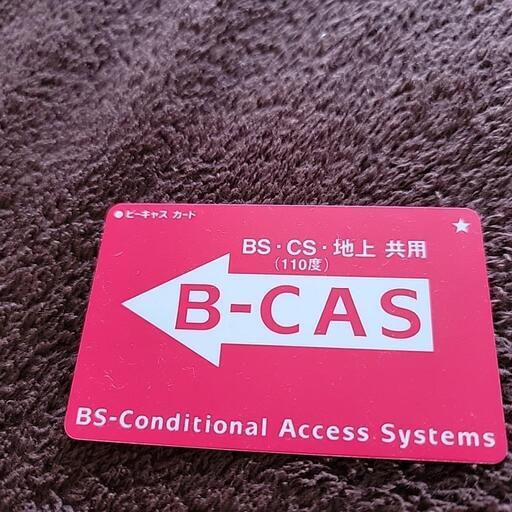 ●ビーキャス カード
★
BS・CS・地上 共用
(110度)
B-CAS
BS-Conditional Access Systems